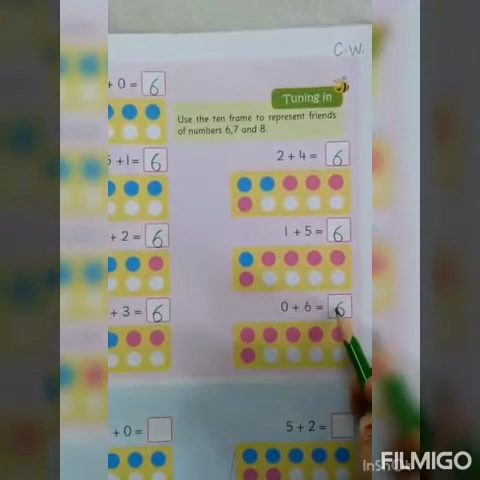 C.W.
+ 0 = 6
Tuning in
Use the ten frame to represent friends
of numbers 6,7 and 8.
+1= 6
2 + 4 = 6
+ 2 = 6
1 + 5 = 6
+ 3 = 6
0 + 6 = 6
+ 0 =
5 + 2 =
FILMIGO